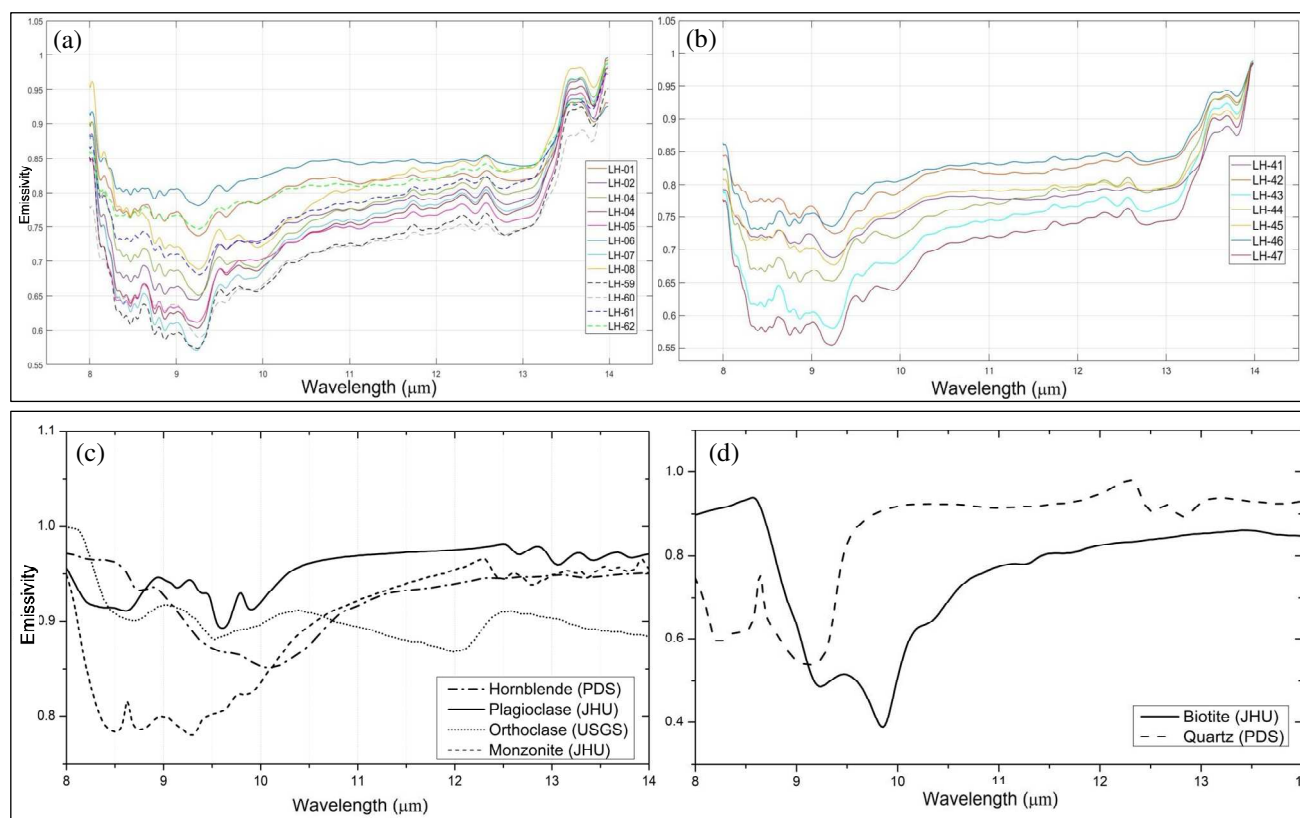 (a)
1.05
1
0.95
0.9
0.85
0.8
0.75
0.7
0.65
0.6
0.55
Emissivity
8
9
10
11
12
13
14
Wavelength (μm)
LH-01
LH-02
LH-04
LH-04
LH-05
LH-06
LH-07
LH-08
LH-59
LH-60
LH-61
LH-62
(b)
1.05
1
0.95
0.9
0.85
0.8
0.75
0.7
0.65
0.6
0.55
8
9
10
11
12
13
14
Wavelength (μm)
LH-41
LH-42
LH-43
LH-44
LH-45
LH-46
LH-47
(c)
1.1
1.0
0.9
0.8
Emissivity
8
9
10
11
12
13
14
Wavelength (μm)
Hornblende (PDS)
Plagioclase (JHU)
Orthoclase (USGS)
Monzonite (JHU)
(d)
1.0
0.8
0.6
0.4
8
9
10
11
12
13
Wavelength (μm)
Biotite (JHU)
Quartz (PDS)